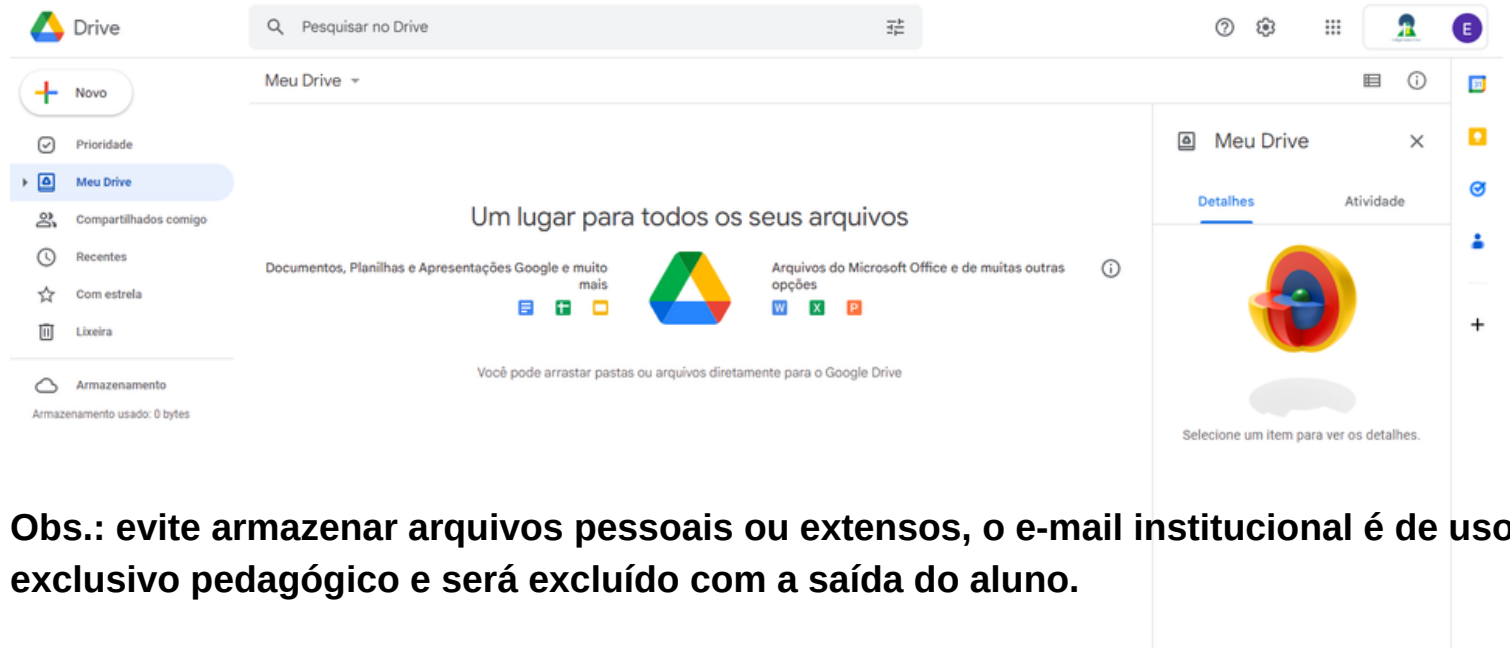 Drive
Pesquisar no Drive
E
Novo
Meu Drive
Prioridade
Meu Drive
Compartilhados comigo
Recentes
Com estrela
Lixeira
Armazenamento
Armazenamento usado: 0 bytes
Um lugar para todos os seus arquivos
Documentos, Planilhas e Apresentações Google e muito
mais
Arquivos do Microsoft Office e de muitas outras
opções
W X P
Você pode arrastar pastas ou arquivos diretamente para o Google Drive
Meu Drive
Detalhes Atividade
Selecione um item para ver os detalhes.
31
Obs.: evite armazenar arquivos pessoais ou extensos, o e-mail institucional é de uso
exclusivo pedagógico e será excluído com a saída do aluno.